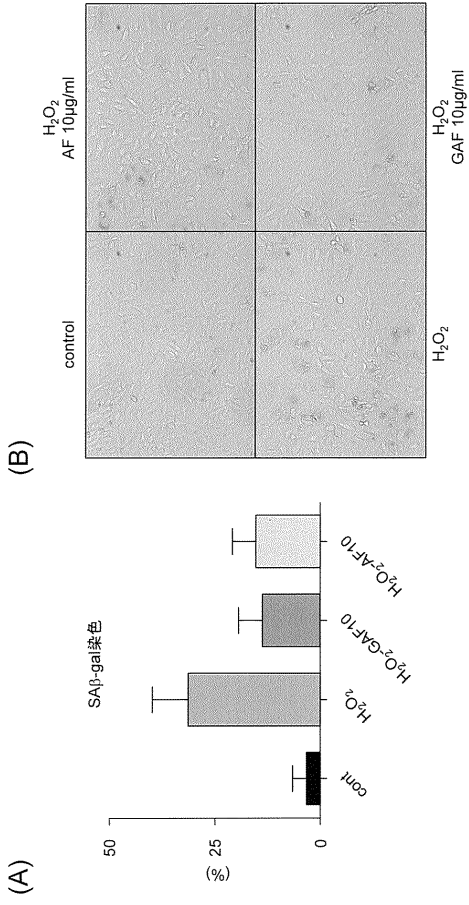 (A)
SAβ-gal染色
(%)
50
25
0
cont
H₂O₂
H₂O₂-GAF10
H₂O₂-AF10
(B)
control
H₂O₂
AF 10μg/ml
H₂O₂
H₂O₂
GAF 10μg/ml